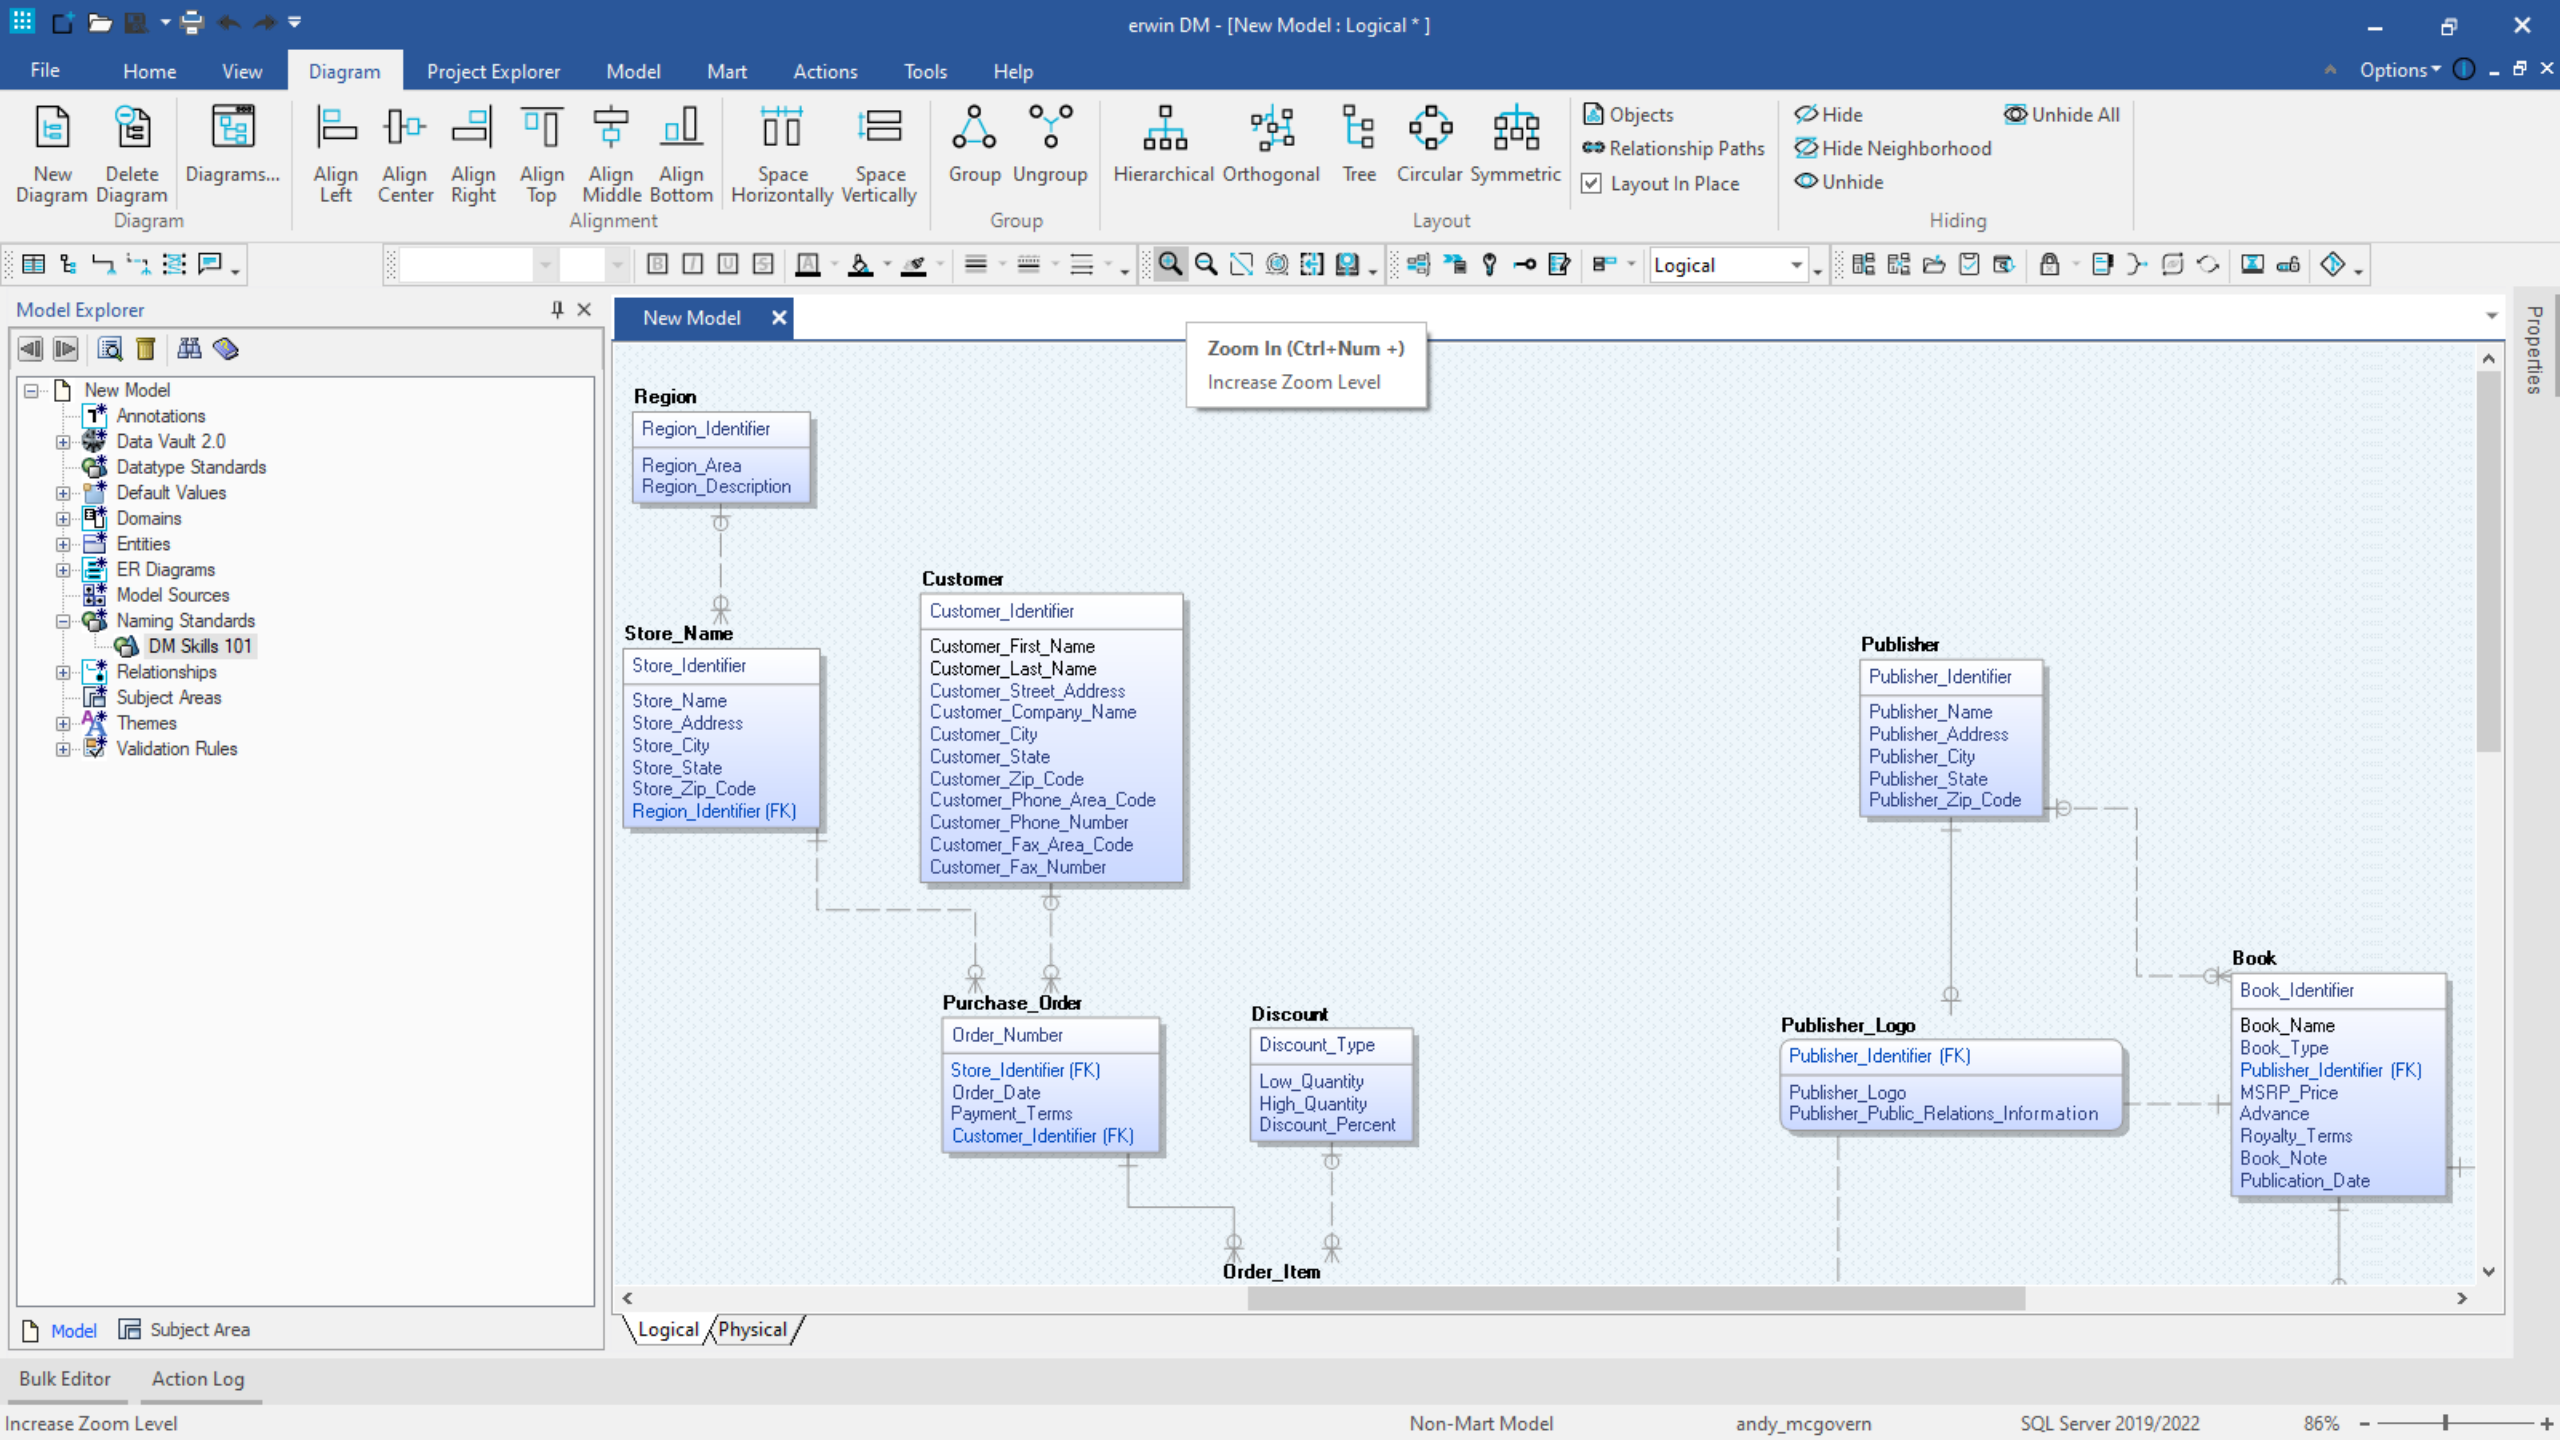 erwin DM - [New Model : Logical * ]
File Home View Diagram Project Explorer Model Mart Actions Tools Help
Options
New Diagram
Delete Diagram
Diagrams...
Align Left
Align Center
Align Right
Align Top
Align Middle
Align Bottom
Space Horizontally
Space Vertically
Group
Ungroup
Hierarchical
Orthogonal
Tree
Circular
Symmetric
Objects
Relationship Paths
Layout In Place
Hide
Hide Neighborhood
Unhide
Unhide All
Diagram
Alignment
Group
Layout
Hiding
B I U S A
Logical
Model Explorer
New Model
Annotations
Data Vault 2.0
Datatype Standards
Default Values
Domains
Entities
ER Diagrams
Model Sources
Naming Standards
DM Skills 101
Relationships
Subject Areas
Themes
Validation Rules
Model
Subject Area
New Model
Zoom In (Ctrl+Num +)
Increase Zoom Level
Properties
Region
Region_Identifier
Region_Area
Region_Description
Store_Name
Store_Identifier
Store_Name
Store_Address
Store_City
Store_State
Store_Zip_Code
Region_Identifier (FK)
Customer
Customer_Identifier
Customer_First_Name
Customer_Last_Name
Customer_Street_Address
Customer_Company_Name
Customer_City
Customer_State
Customer_Zip_Code
Customer_Phone_Area_Code
Customer_Phone_Number
Customer_Fax_Area_Code
Customer_Fax_Number
Publisher
Publisher_Identifier
Publisher_Name
Publisher_Address
Publisher_City
Publisher_State
Publisher_Zip_Code
Purchase_Order
Order_Number
Store_Identifier (FK)
Order_Date
Payment_Terms
Customer_Identifier (FK)
Discount
Discount_Type
Low_Quantity
High_Quantity
Discount_Percent
Publisher_Logo
Publisher_Identifier (FK)
Publisher_Logo
Publisher_Public_Relations_Information
Book
Book_Identifier
Book_Name
Book_Type
Publisher_Identifier (FK)
MSRP_Price
Advance
Royalty_Terms
Book_Note
Publication_Date
Order_Item
Logical
Physical
Bulk Editor
Action Log
Increase Zoom Level
Non-Mart Model
andy_mcgovern
SQL Server 2019/2022
86%